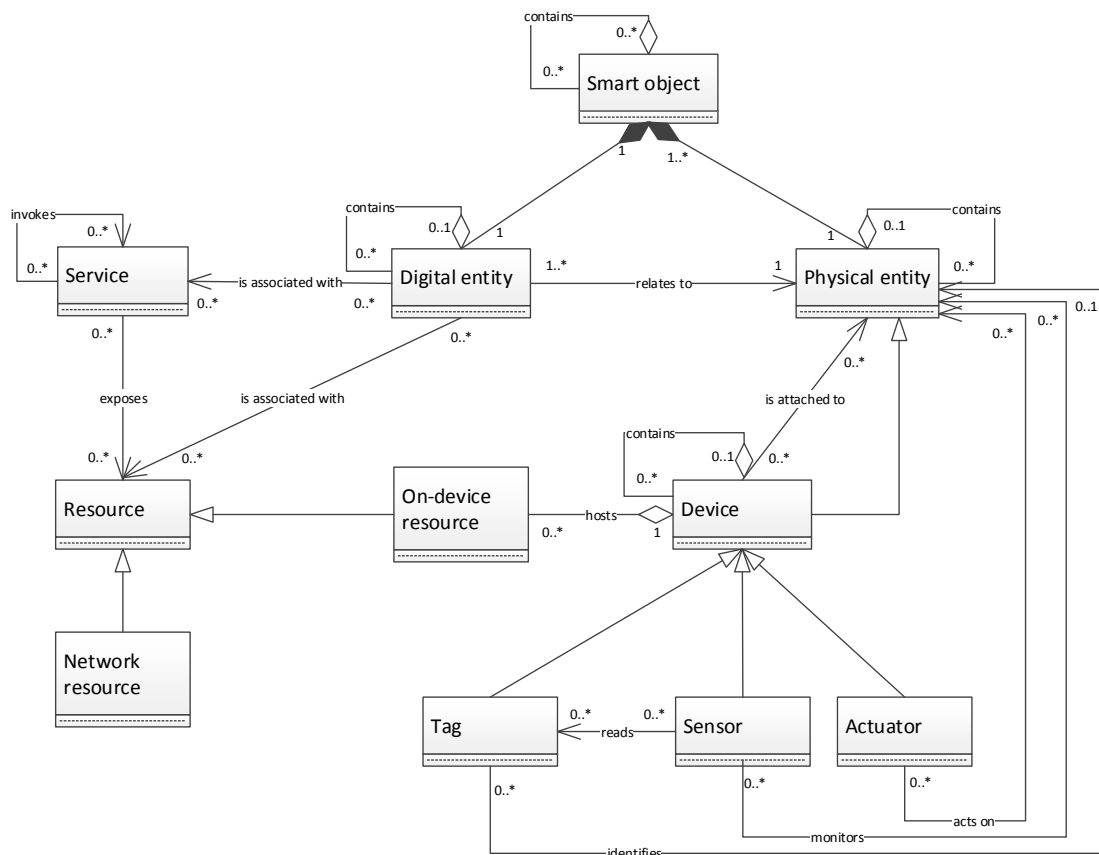 contains
0..*
0..*
Smart object
1
1..*
invokes
0..*
0..*
Service
contains
0..1
1
0..*
Digital entity
1..*
1
relates to
contains
0..1
1
0..*
Physical entity
is associated with
0..*
0..*
0..*
0..*
0..1
0..*
0..*
0..*
exposes
is associated with
is attached to
0..*
0..*
contains
0..1
0..*
0..*
Resource
On-device
resource
hosts
0..*
1
Device
Network
resource
Tag
0..*
0..*
reads
Sensor
Actuator
0..*
0..*
0..*
acts on
monitors
identifies